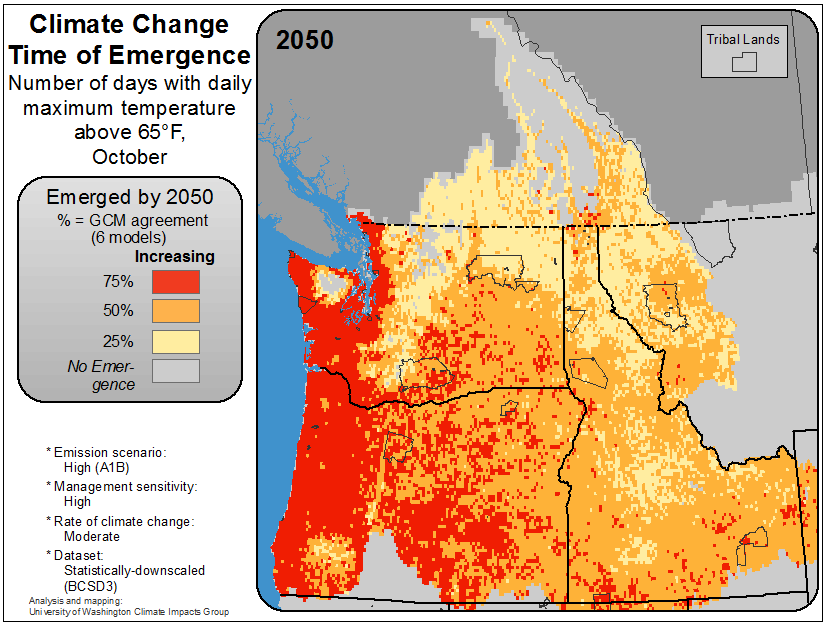 Climate Change
Time of Emergence
Number of days with daily
maximum temperature
above 65°F,
October
Emerged by 2050
% = GCM agreement
(6 models)
Increasing
75%
50%
25%
No Emer-
gence
* Emission scenario:
High (A1B)
* Management sensitivity:
High
* Rate of climate change:
Moderate
* Dataset:
Statistically-downscaled
(BCSD3)
Analysis and mapping:
University of Washington Climate Impacts Group
2050
Tribal Lands